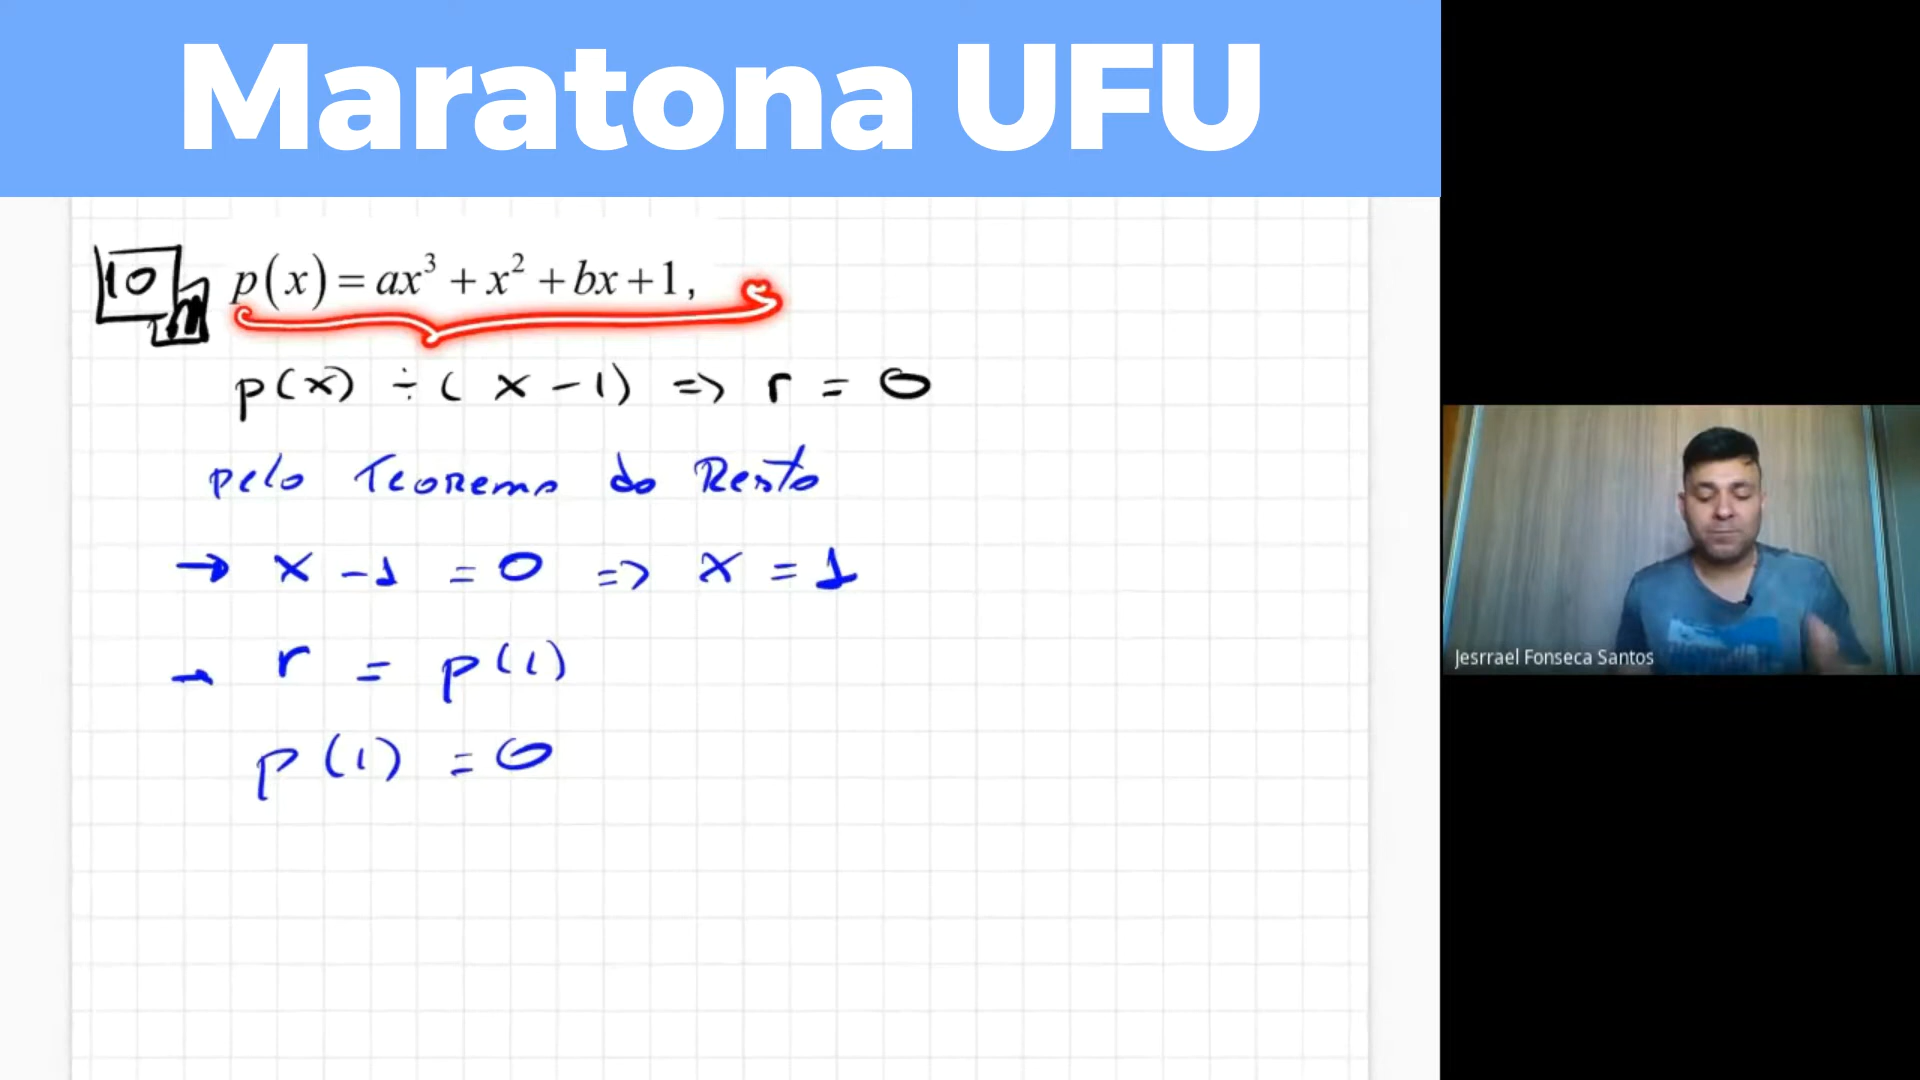 Maratona UFU
10 p(x) = ax³ + x² + bx + 1,
p(x) ÷ (x - 1) => r = 0
pelo Teorema do Resto
→ x - 1 = 0 => x = 1
→ r = p(1)
p(1) = 0
Jesrrael Fonseca Santos